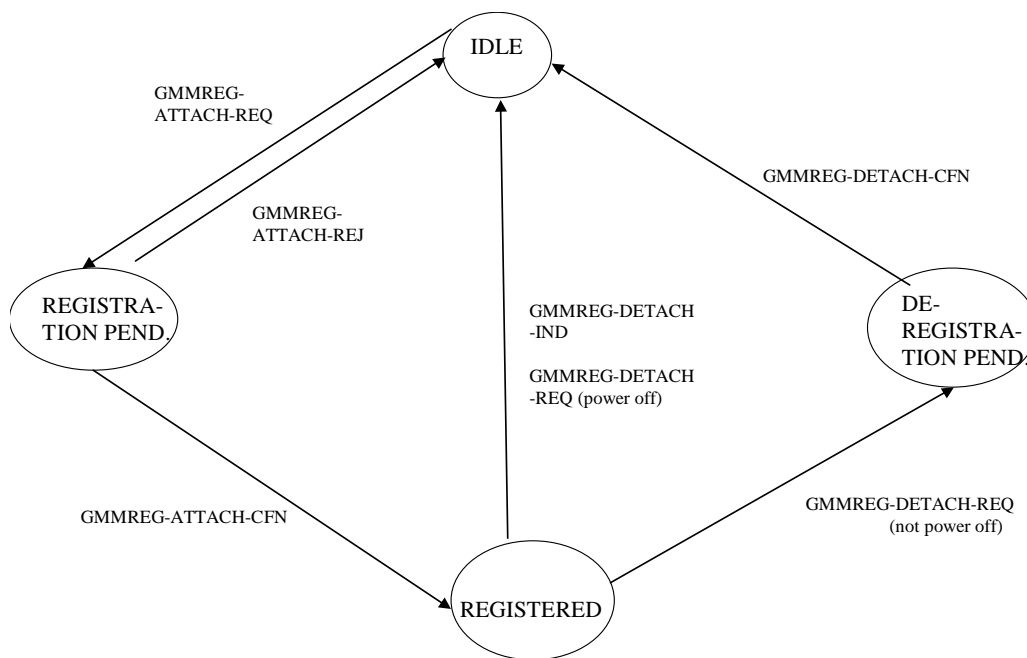 IDLE
GMMREG-
ATTACH-REQ
GMMREG-DETACH-CFN
GMMREG-
ATTACH-REJ
REGISTRA-
TION PEND.
GMMREG-DETACH
-IND
GMMREG-DETACH
-REQ (power off)
DE-
REGISTRA-
TION PEND.
GMMREG-ATTACH-CFN
GMMREG-DETACH-REQ
(not power off)
REGISTERED